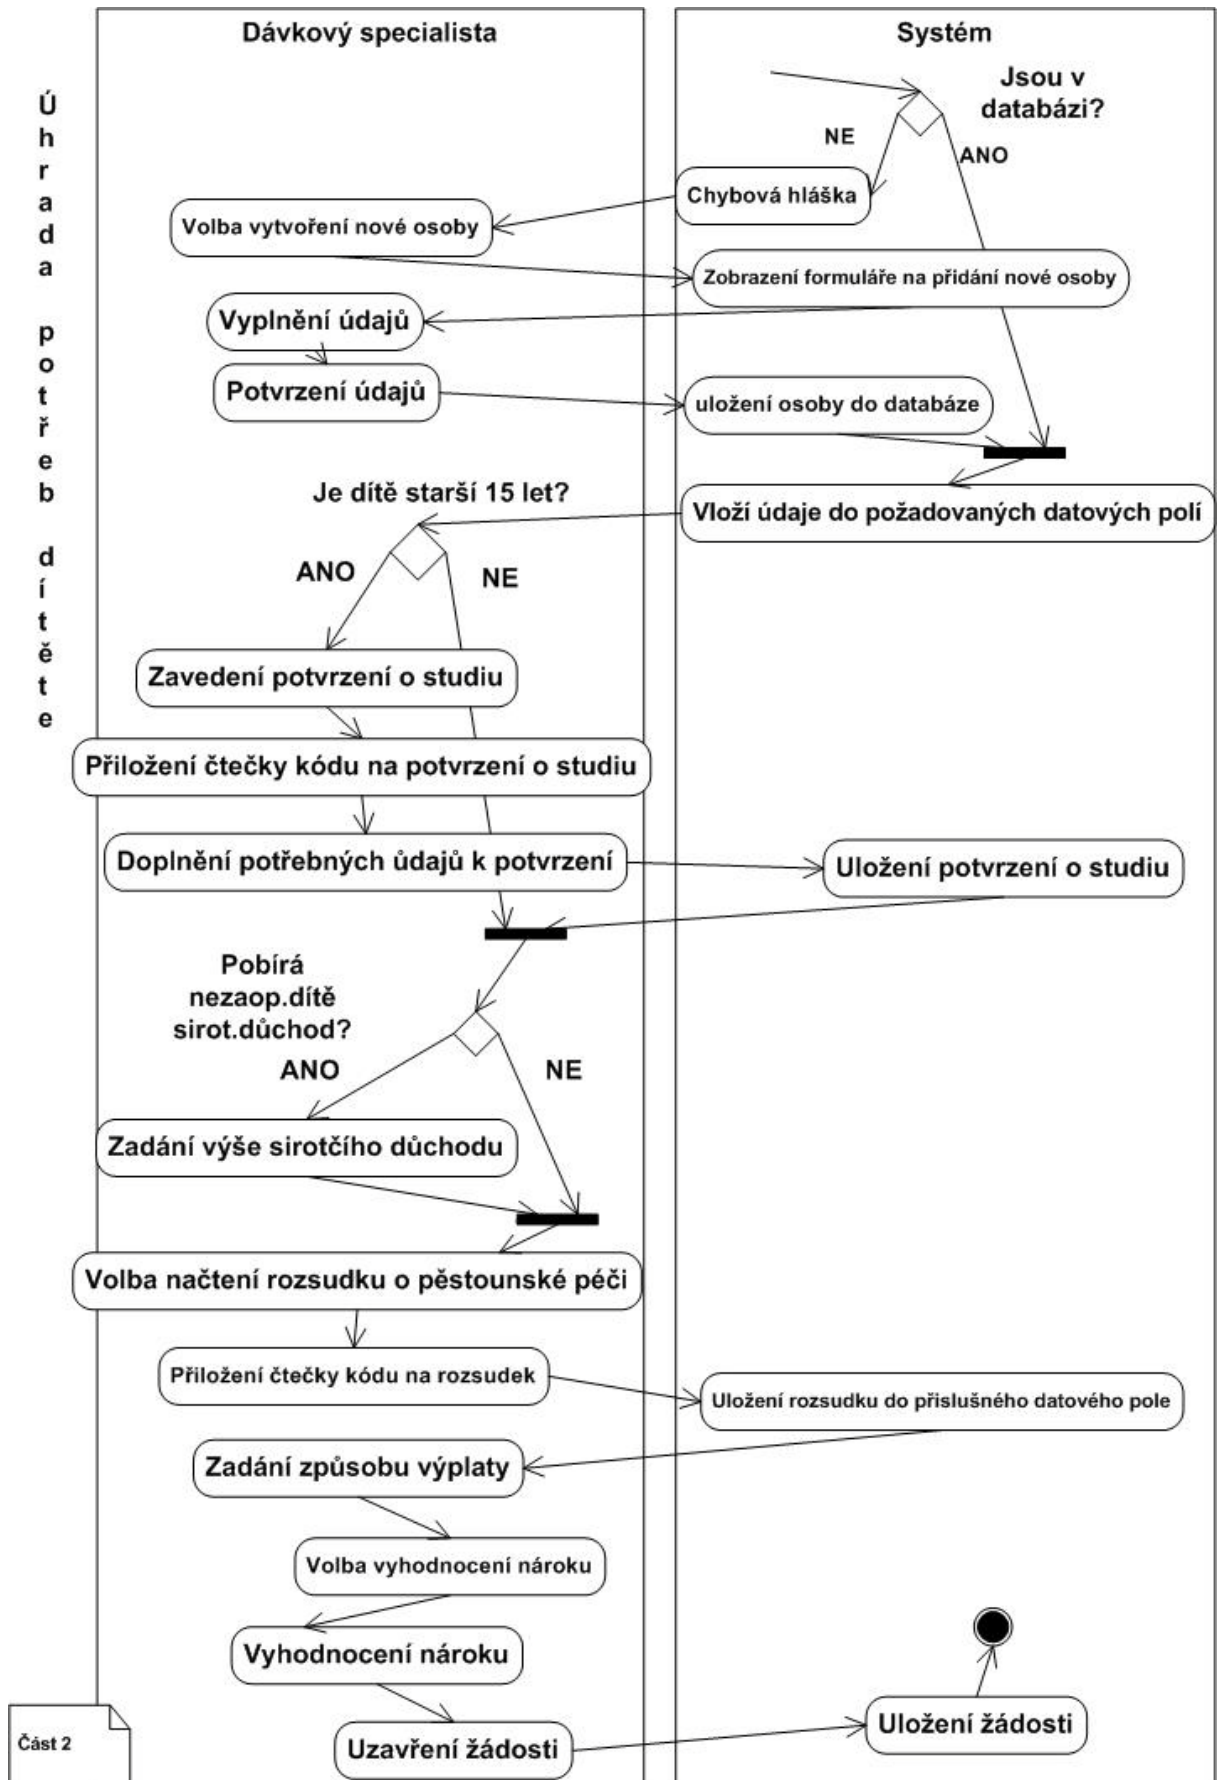 Dávkový specialista
Systém
Úhrada potřeb dítěte
Jsou v
databázi?
NE
ANO
Chybová hláška
Volba vytvoření nové osoby
Zobrazení formuláře na přidání nové osoby
Vyplnění údajů
Potvrzení údajů
uložení osoby do databáze
Je dítě starší 15 let?
Vloží údaje do požadovaných datových polí
ANO
NE
Zavedení potvrzení o studiu
Přiložení čtečky kódu na potvrzení o studiu
Doplnění potřebných ůdajů k potvrzení
Uložení potvrzení o studiu
Pobírá
nezaop.dítě
sirot.důchod?
ANO
NE
Zadání výše sirotčího důchodu
Volba načtení rozsudku o pěstounské péči
Přiložení čtečky kódu na rozsudek
Uložení rozsudku do přislušného datového pole
Zadání způsobu výplaty
Volba vyhodnocení nároku
Vyhodnocení nároku
Uzavření žádosti
Uložení žádosti
Část 2